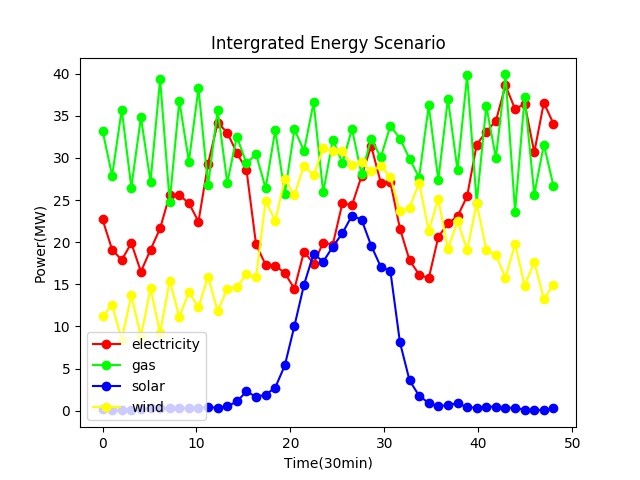 Intergrated Energy Scenario
Power(MW)
40
35
30
25
20
15
10
5
0
electricity
gas
solar
wind
0 10 20 30 40 50
Time(30min)